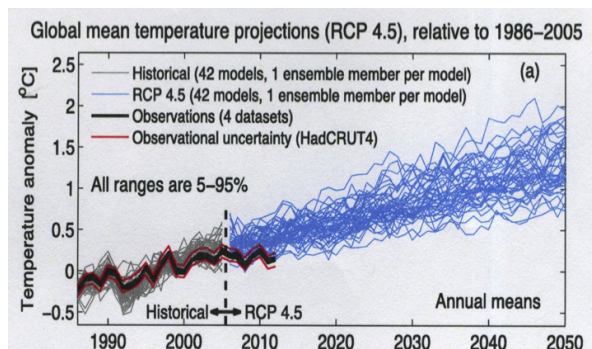 Global mean temperature projections (RCP 4.5), relative to 1986–2005
Temperature anomaly [°C]
2.5
2
1.5
1
0.5
0
−0.5
Historical (42 models, 1 ensemble member per model)
(a)
RCP 4.5 (42 models, 1 ensemble member per model)
Observations (4 datasets)
Observational uncertainty (HadCRUT4)
All ranges are 5–95%
Historical
RCP 4.5
Annual means
1990
2000
2010
2020
2030
2040
2050